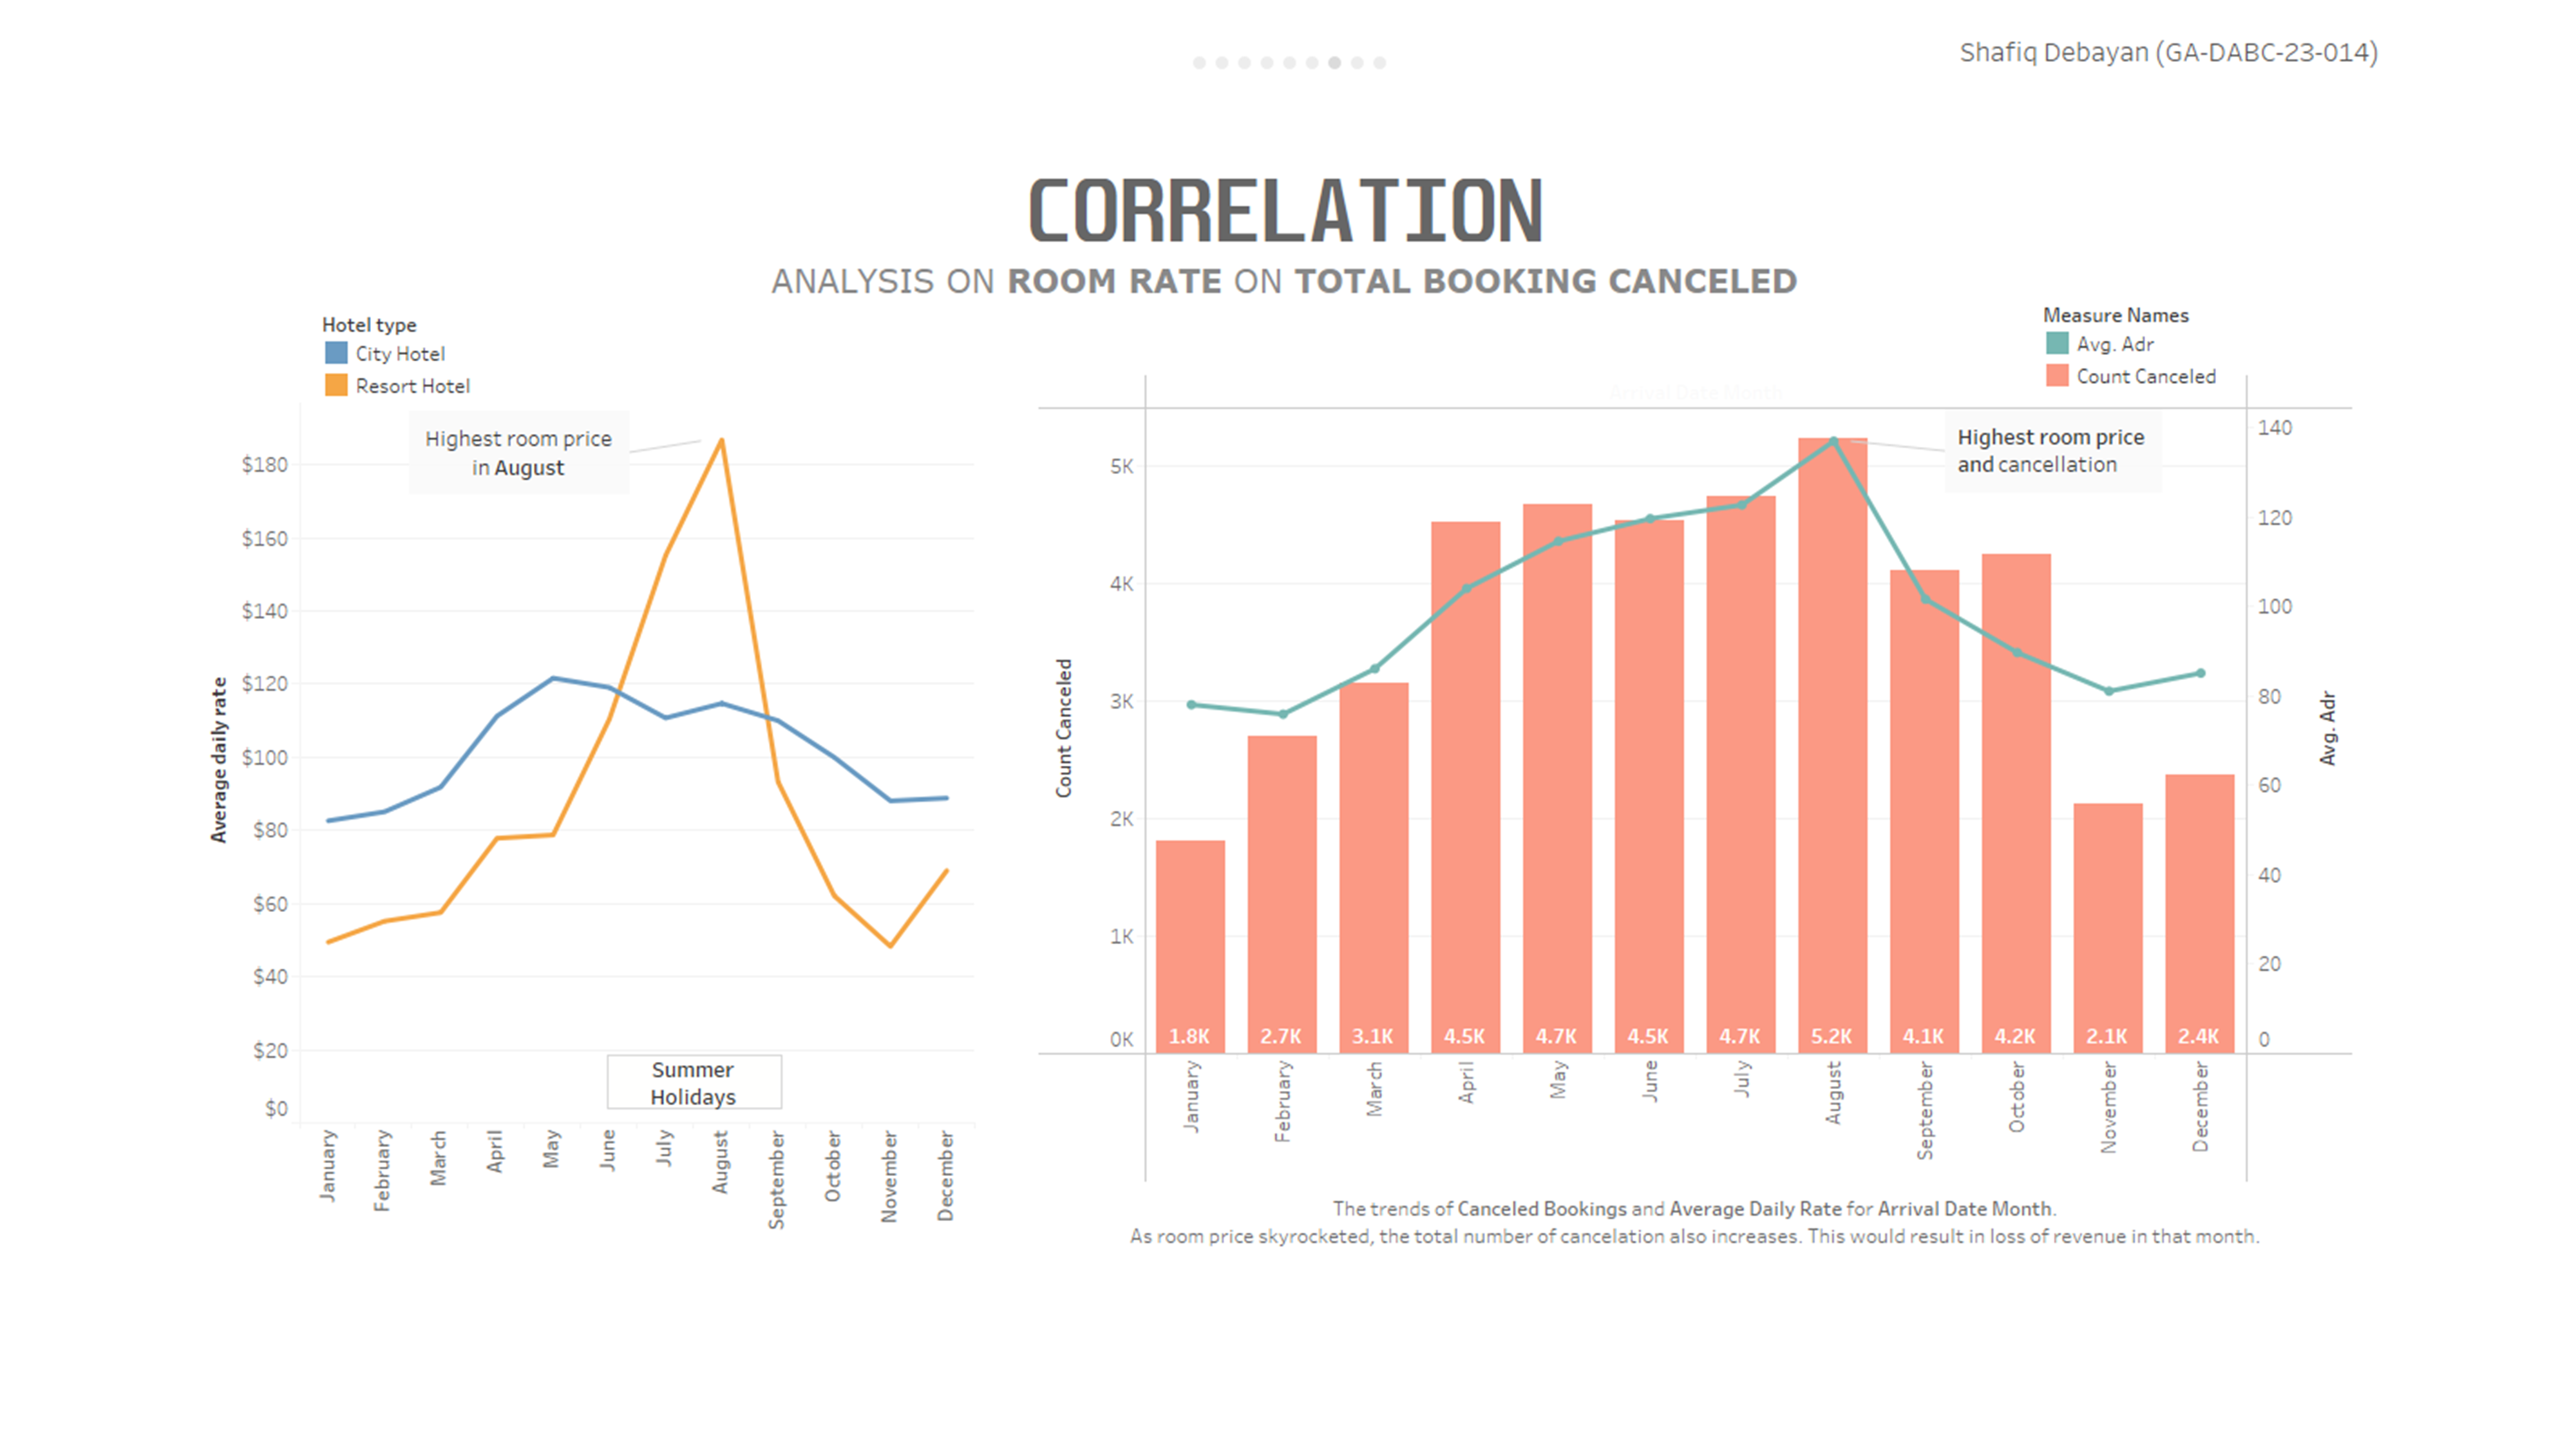 Shafiq Debayan (GA-DABC-23-014)
CORRELATION
ANALYSIS ON ROOM RATE ON TOTAL BOOKING CANCELED
Hotel type
City Hotel
Resort Hotel
Highest room price
in August
$180
$160
$140
$120
$100
$80
$60
$40
$20
$0
Average daily rate
Summer
Holidays
January
February
March
April
May
June
July
August
September
October
November
December
Measure Names
Avg. Adr
Count Canceled
Arrival Date Month
Highest room price
and cancellation
5K
4K
3K
2K
1K
0K
Count Canceled
140
120
100
80
60
40
20
0
Avg. Adr
1.8K
2.7K
3.1K
4.5K
4.7K
4.5K
4.7K
5.2K
4.1K
4.2K
2.1K
2.4K
January
February
March
April
May
June
July
August
September
October
November
December
The trends of Canceled Bookings and Average Daily Rate for Arrival Date Month.
As room price skyrocketed, the total number of cancelation also increases. This would result in loss of revenue in that month.